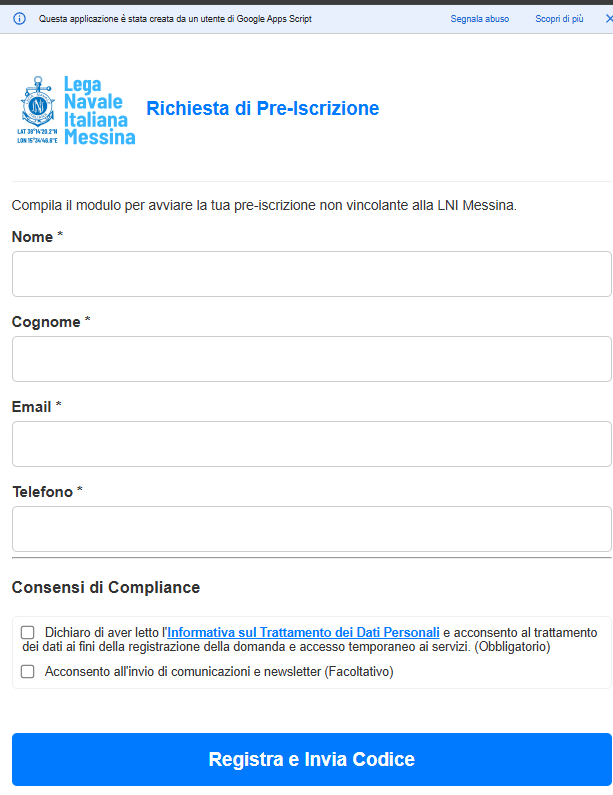 Questa applicazione è stata creata da un utente di Google Apps Script
Segnala abuso
Scopri di più
Lega
Navale
Italiana
Messina
LNI
LAT 38°14'20.2"N
LON 15°34'46.6"E
Richiesta di Pre-Iscrizione
Compila il modulo per avviare la tua pre-iscrizione non vincolante alla LNI Messina.
Nome *
Cognome *
Email *
Telefono *
Consensi di Compliance
Dichiaro di aver letto l'Informativa sul Trattamento dei Dati Personali e acconsento al trattamento
dei dati ai fini della registrazione della domanda e accesso temporaneo ai servizi. (Obbligatorio)
Acconsento all'invio di comunicazioni e newsletter (Facoltativo)
Registra e Invia Codice